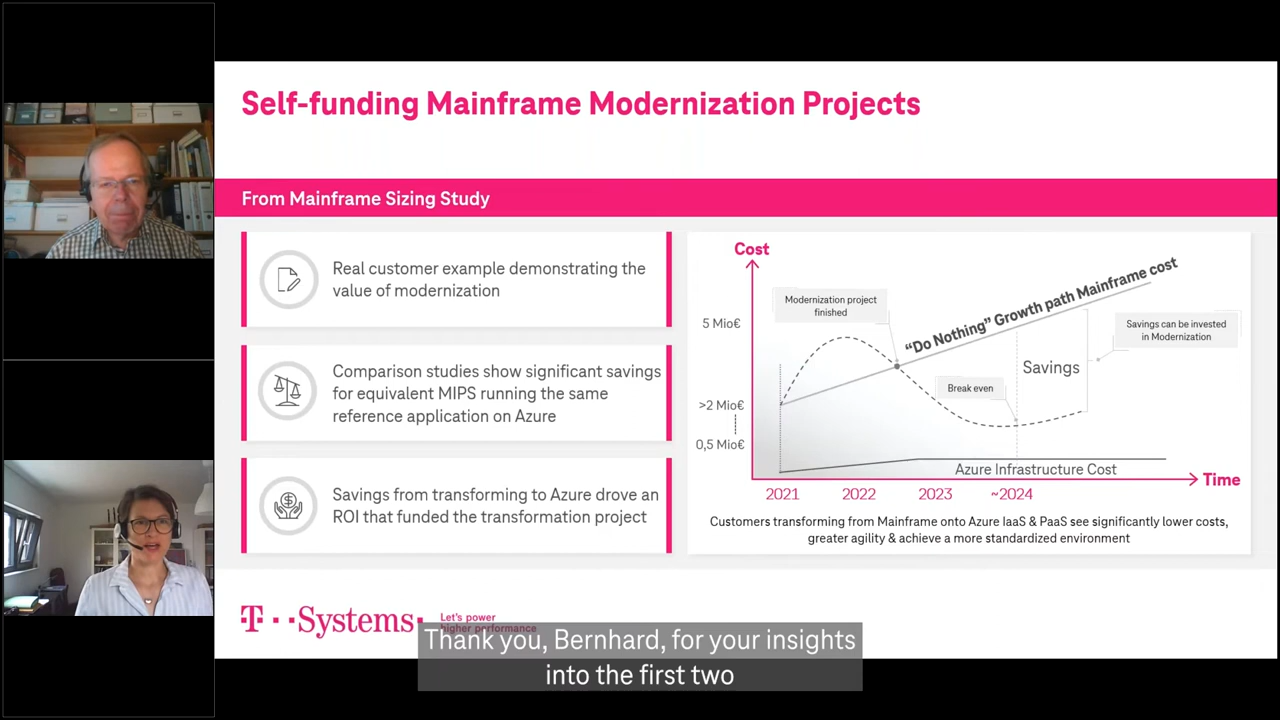 Self-funding Mainframe Modernization Projects
From Mainframe Sizing Study
Real customer example demonstrating the
value of modernization
Comparison studies show significant savings
for equivalent MIPS running the same
reference application on Azure
Savings from transforming to Azure drove an
ROI that funded the transformation project
Cost
5 Mio€
>2 Mio€
0,5 Mio€
Modernization project
finished
“Do Nothing” Growth path Mainframe cost
Savings can be invested
in Modernization
Savings
Break even
Azure Infrastructure Cost
Time
2021 2022 2023 ~2024
Customers transforming from Mainframe onto Azure IaaS & PaaS see significantly lower costs,
greater agility & achieve a more standardized environment
T · · Systems ·
Let's power
higher performance
Thank you, Bernhard, for your insights
into the first two